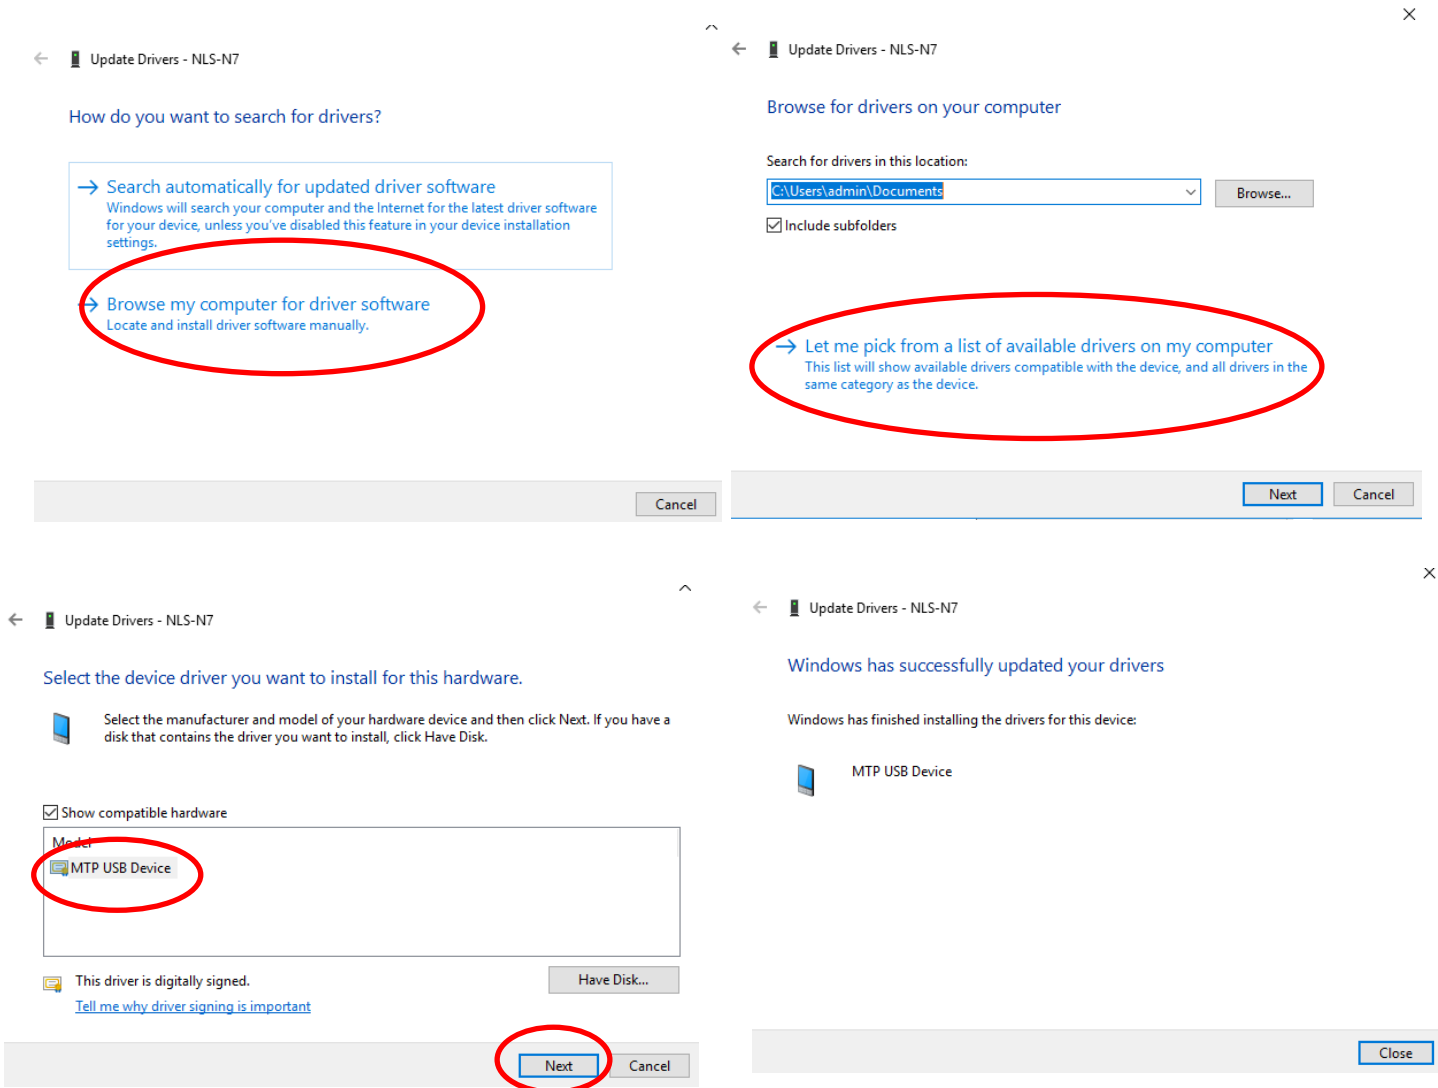 Update Drivers - NLS-N7
How do you want to search for drivers?
Search automatically for updated driver software
Windows will search your computer and the Internet for the latest driver software
for your device, unless you've disabled this feature in your device installation
settings.
Browse my computer for driver software
Locate and install driver software manually.
Cancel
Update Drivers - NLS-N7
Browse for drivers on your computer
Search for drivers in this location:
C:\Users\admin\Documents
Browse...
Include subfolders
Let me pick from a list of available drivers on my computer
This list will show available drivers compatible with the device, and all drivers in the
same category as the device.
Next
Cancel
Update Drivers - NLS-N7
Select the device driver you want to install for this hardware.
Select the manufacturer and model of your hardware device and then click Next. If you have a
disk that contains the driver you want to install, click Have Disk.
Show compatible hardware
Model
MTP USB Device
This driver is digitally signed.
Have Disk...
Tell me why driver signing is important
Next
Cancel
Update Drivers - NLS-N7
Windows has successfully updated your drivers
Windows has finished installing the drivers for this device:
MTP USB Device
Close